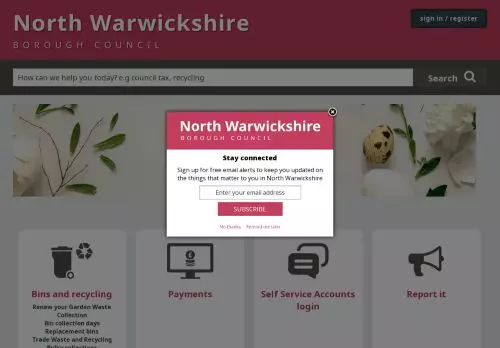 North Warwickshire
BOROUGH COUNCIL
sign in / register
How can we help you today? e.g council tax, recycling
Search
North Warwickshire
BOROUGH COUNCIL
Stay connected
Sign up for free email alerts to keep you updated on
the things that matter to you in North Warwickshire
Enter your email address
SUBSCRIBE
No thanks
Remind me later
Bins and recycling
Payments
Self Service Accounts
login
Report it
Renew your Garden Waste
Collection
Bin collection days
Replacement bins
Trade Waste and Recycling